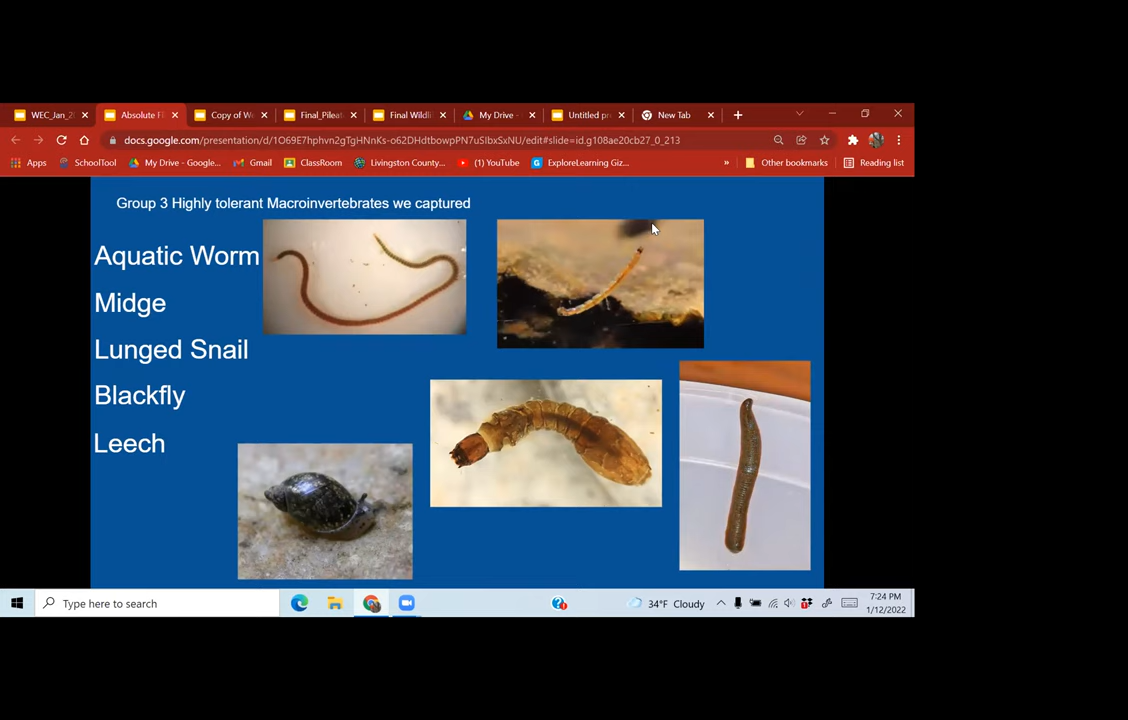 WEC_Jan_2
Absolute F
Copy of W
Final_Pileat
Final Wildli
My Drive -
Untitled pr
New Tab
docs.google.com/presentation/d/1O69E7hphvn2gTgHNnKs-o62DHdtbowpPN7uSIbxSxNU/edit#slide=id.g108ae20cb27_0_213
Apps
SchoolTool
My Drive - Google...
Gmail
ClassRoom
Livingston County...
(1) YouTube
ExploreLearning Giz...
»
Other bookmarks
Reading list
Group 3 Highly tolerant Macroinvertebrates we captured
Aquatic Worm
Midge
Lunged Snail
Blackfly
Leech
Type here to search
34°F Cloudy
7:24 PM
1/12/2022